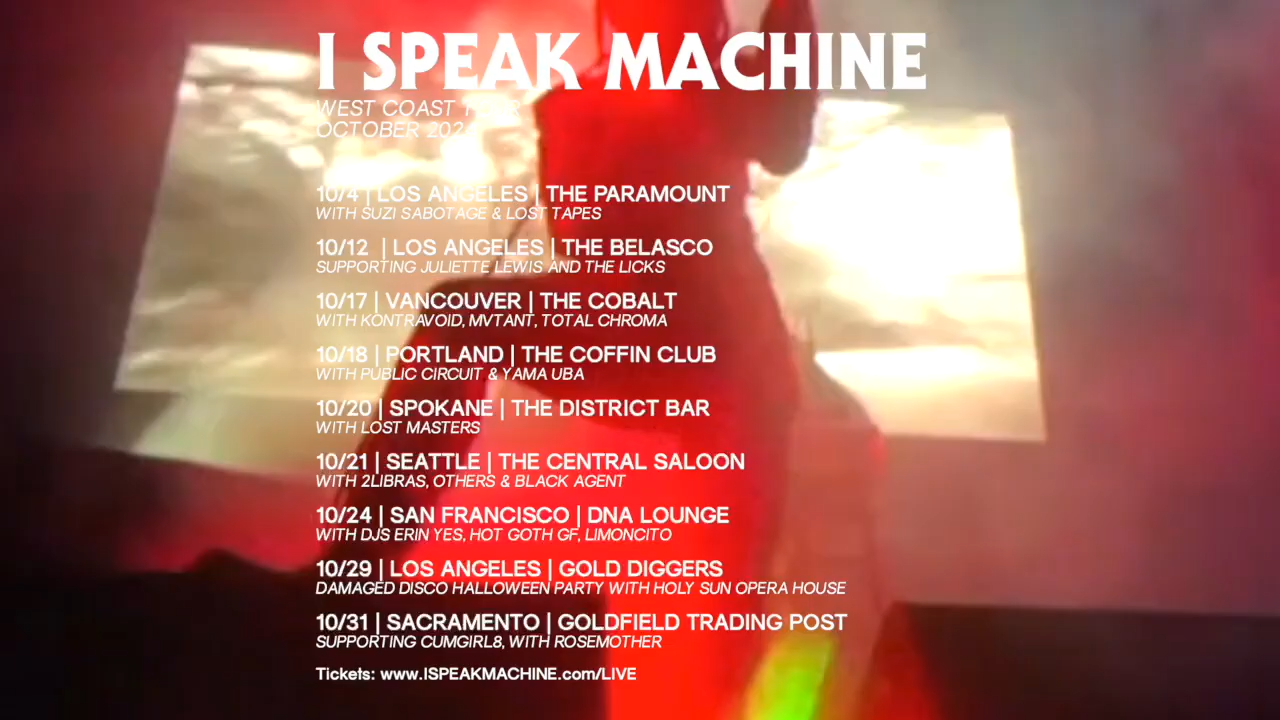 I SPEAK MACHINE
WEST COAST TOUR
OCTOBER 2024
10/4 | LOS ANGELES | THE PARAMOUNT
WITH SUZI SABOTAGE & LOST TAPES
10/12 | LOS ANGELES | THE BELASCO
SUPPORTING JULIETTE LEWIS AND THE LICKS
10/17 | VANCOUVER | THE COBALT
WITH KONTRAVOID, MVTANT, TOTAL CHROMA
10/18 | PORTLAND | THE COFFIN CLUB
WITH PUBLIC CIRCUIT & YAMA UBA
10/20 | SPOKANE | THE DISTRICT BAR
WITH LOST MASTERS
10/21 | SEATTLE | THE CENTRAL SALOON
WITH 2LIBRAS, OTHERS & BLACK AGENT
10/24 | SAN FRANCISCO | DNA LOUNGE
WITH DJS ERIN YES, HOT GOTH GF, LIMONCITO
10/29 | LOS ANGELES | GOLD DIGGERS
DAMAGED DISCO HALLOWEEN PARTY WITH HOLY SUN OPERA HOUSE
10/31 | SACRAMENTO | GOLDFIELD TRADING POST
SUPPORTING CUMGIRL8, WITH ROSEMOTHER
Tickets: www.ISPEAKMACHINE.com/LIVE